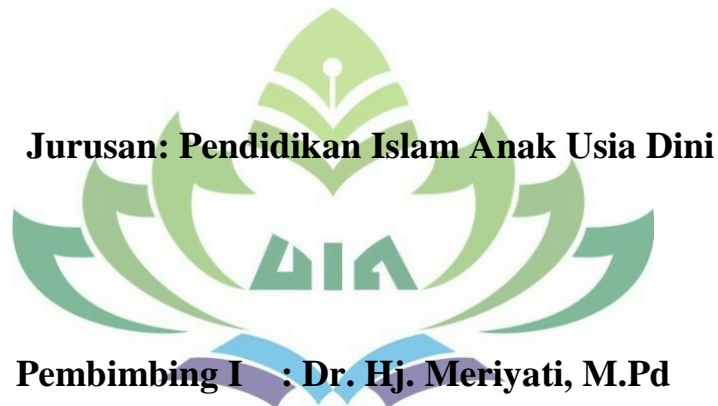 Jurusan: Pendidikan Islam Anak Usia Dini
UIN
Pembimbing I : Dr. Hj. Meriyati, M.Pd